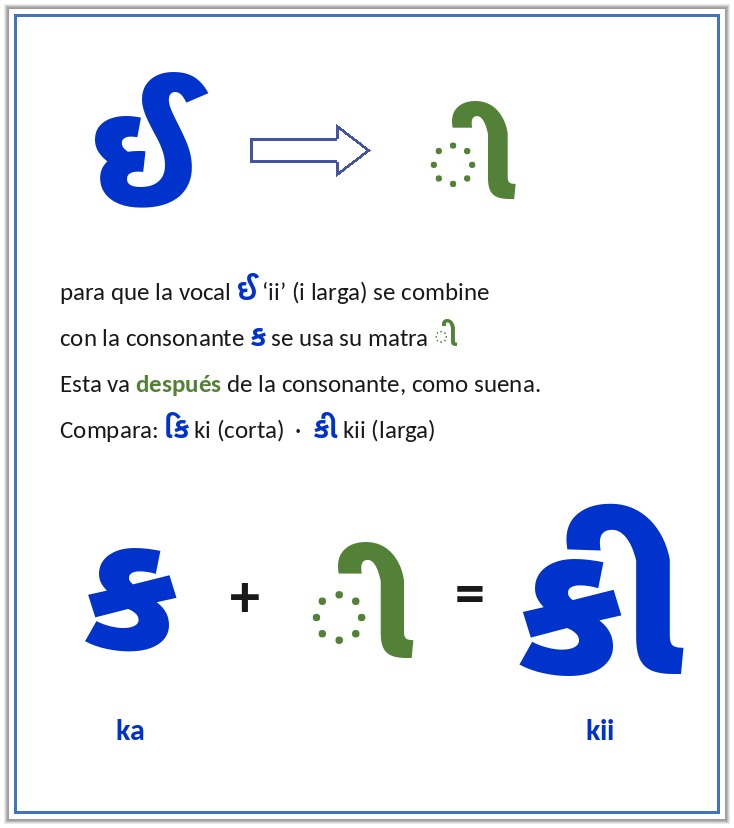 ઈ ી
para que la vocal ઈ ‘ii’ (i larga) se combine
con la consonante ક se usa su matra ી
Esta va después de la consonante, como suena.
Compara: કિ ki (corta) · કી kii (larga)
ક + ી = કી
ka kii